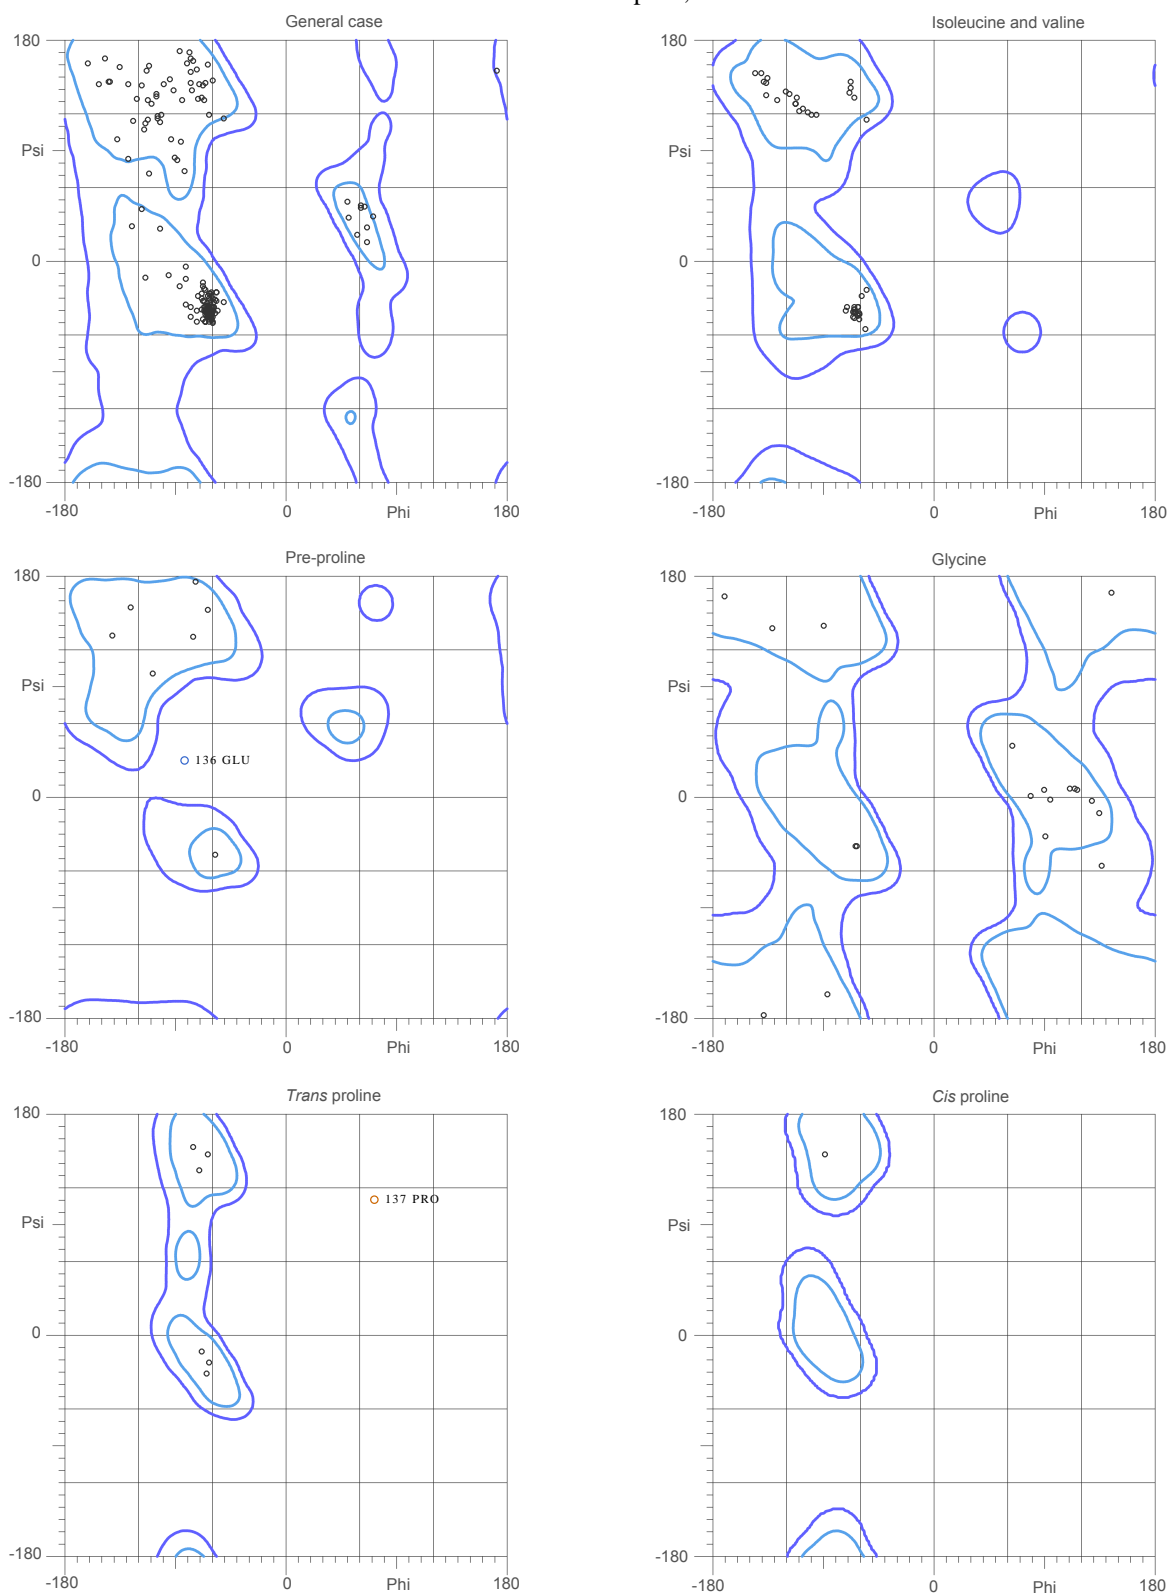 General case
Isoleucine and valine
180
Psi
0
-180
-180
0
Phi
180
180
Psi
0
-180
-180
0
Phi
180
Pre-proline
Glycine
180
Psi
0
-180
136 GLU
-180
0
Phi
180
180
Psi
0
-180
-180
0
Phi
180
Trans proline
Cis proline
180
Psi
0
-180
137 PRO
-180
0
Phi
180
180
Psi
0
-180
-180
0
Phi
180